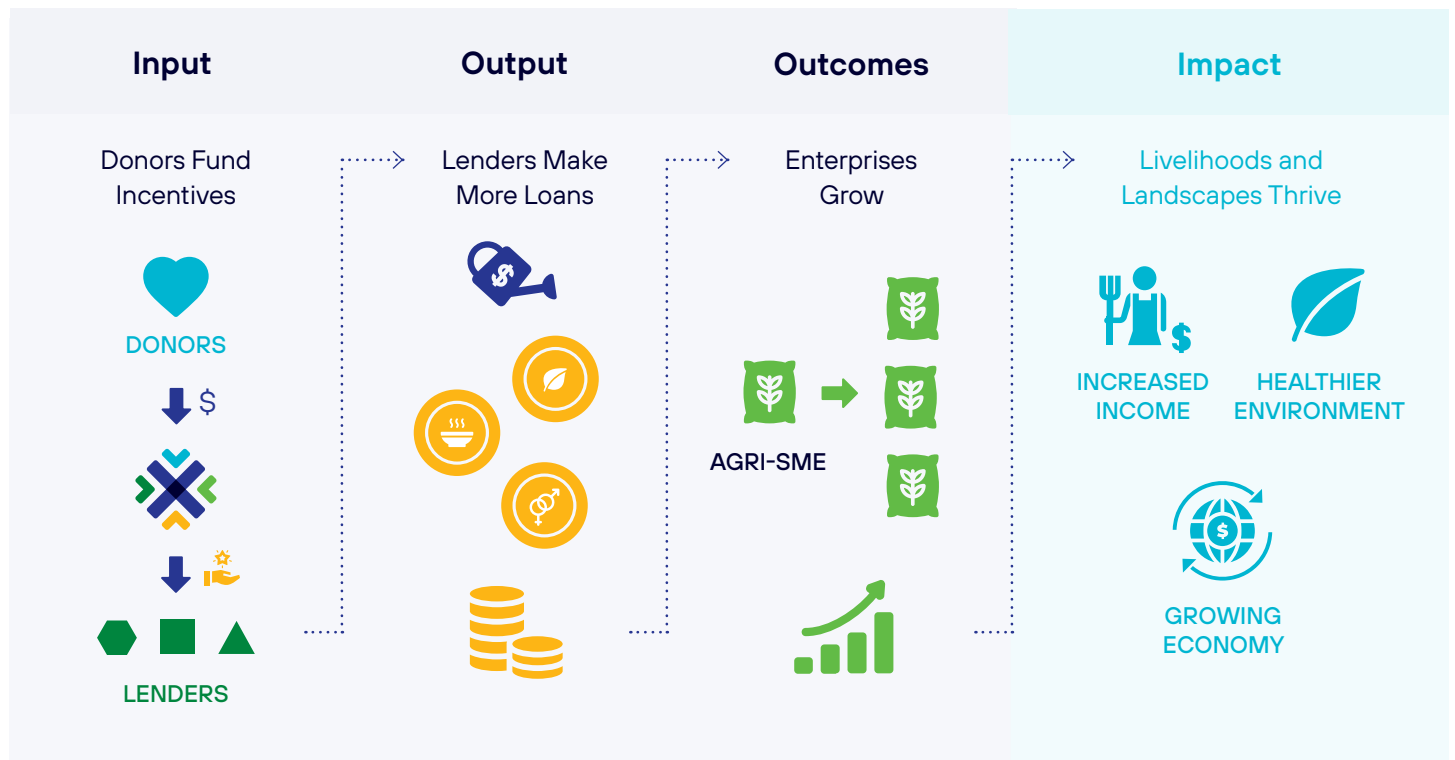 Input
Donors Fund
Incentives
DONORS
$
LENDERS
Output
Lenders Make
More Loans
$
Outcomes
Enterprises
Grow
AGRI-SME
Impact
Livelihoods and
Landscapes Thrive
$
INCREASED
INCOME
HEALTHIER
ENVIRONMENT
$
GROWING
ECONOMY